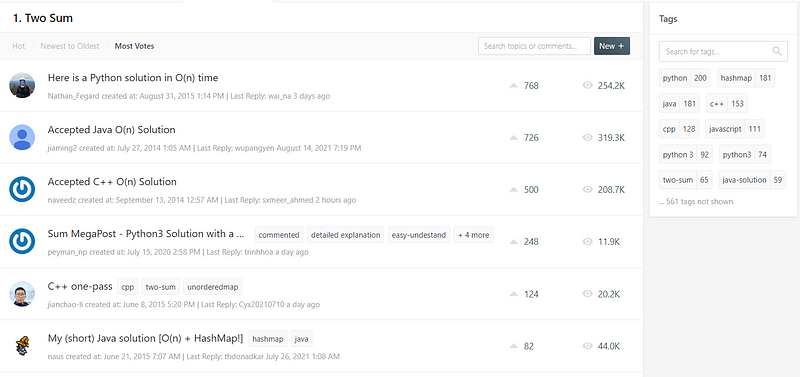 1. Two Sum
Hot Newest to Oldest Most Votes
Search topics or comments...
New +
Here is a Python solution in O(n) time
Nathan_Fegard created at: August 31, 2015 1:14 PM | Last Reply: wai_na 3 days ago
768 254.2K
Accepted Java O(n) Solution
jiaming2 created at: July 27, 2014 1:05 AM | Last Reply: wupangyen August 14, 2021 7:19 PM
726 319.3K
Accepted C++ O(n) Solution
naveedz created at: September 13, 2014 12:57 AM | Last Reply: sxmeer_ahmed 2 hours ago
500 208.7K
Sum MegaPost - Python3 Solution with a ... commented detailed explanation easy-undestand + 4 more
peyman_np created at: July 15, 2020 2:58 PM | Last Reply: trinhhoa a day ago
248 11.9K
C++ one-pass cpp two-sum unorderedmap
jianchao-li created at: June 8, 2015 5:20 PM | Last Reply: Cyx20210710 a day ago
124 20.2K
My (short) Java solution [O(n) + HashMap!] hashmap java
naus created at: June 21, 2015 7:07 AM | Last Reply: thdonadkar July 26, 2021 1:08 AM
82 44.0K
Tags
Search for tags...
python 200 hashmap 181
java 181 c++ 153
cpp 128 javascript 111
python 3 92 python3 74
two-sum 65 java-solution 59
... 561 tags not shown